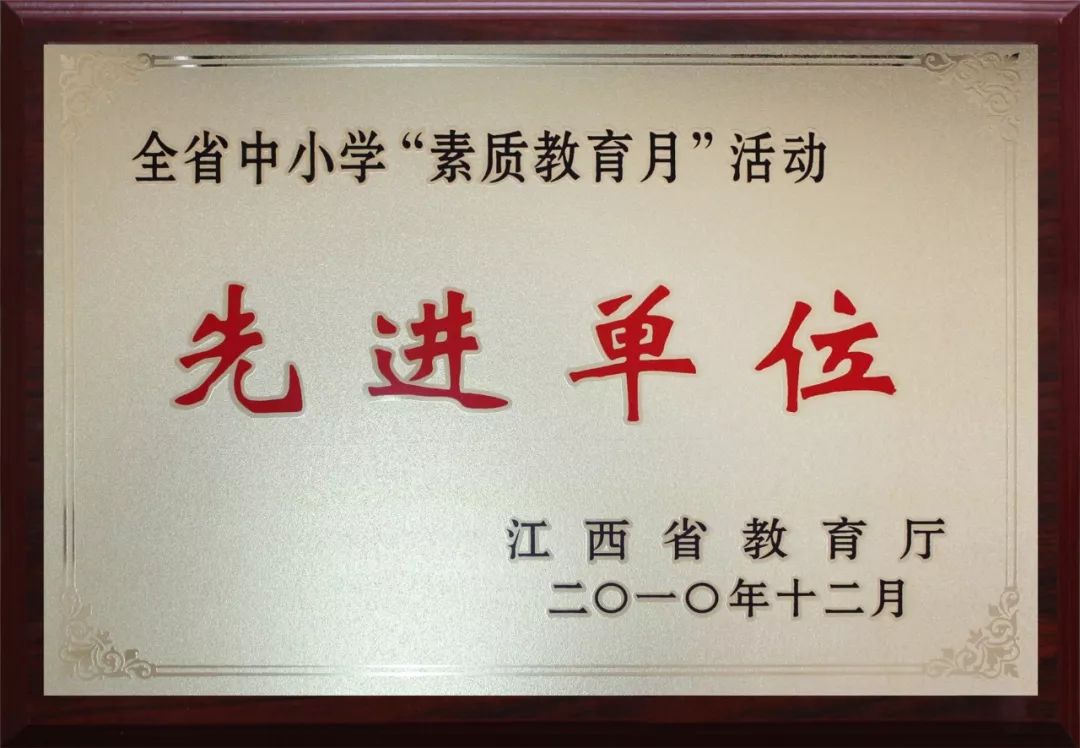 全省中小学“素质教育月”活动
先进单位
江西省教育厅
二〇一〇年十二月